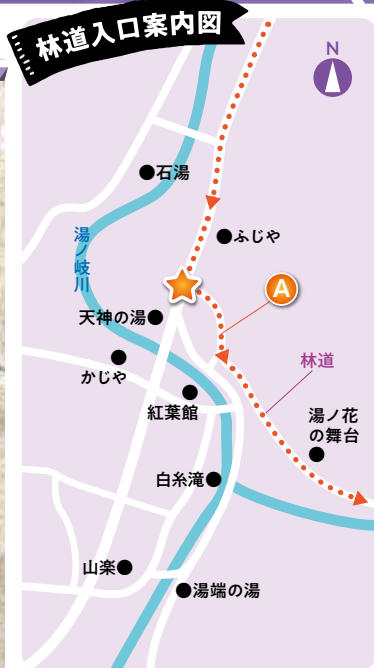 林道入口案内図
N
石湯
ふじや
湯ノ岐川
A
天神の湯
かじや
林道
紅葉館
湯ノ花
の舞台
白糸滝
山楽
湯端の湯